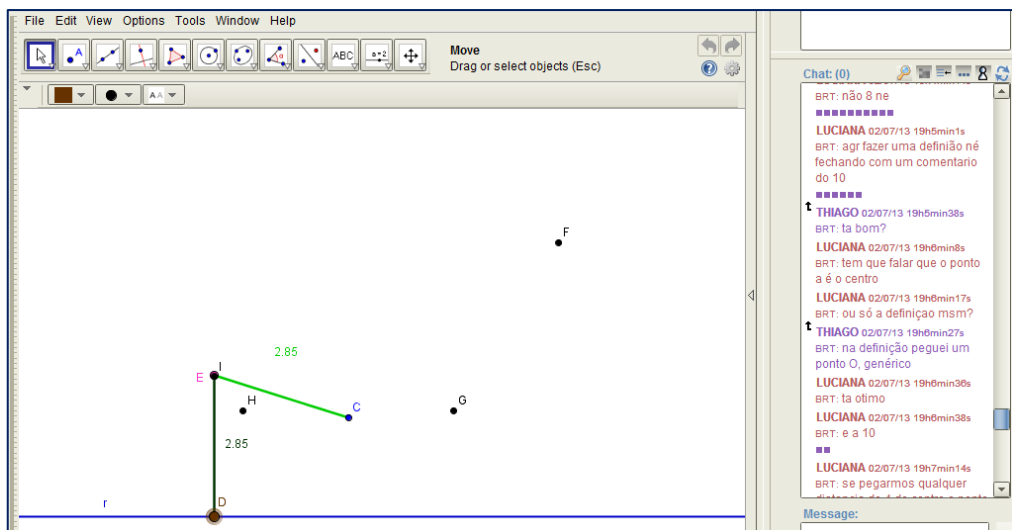 File Edit View Options Tools Window Help
A
ABC
a=2
Move
Drag or select objects (Esc)
AA
F
2.85
E
I
H
C
G
2.85
r
D
Chat: (0)
BRT: não 8 ne
LUCIANA 02/07/13 19h5min1s
BRT: agr fazer uma definião né
fechando com um comentario
do 10
THIAGO 02/07/13 19h5min38s
BRT: ta bom?
LUCIANA 02/07/13 19h6min8s
BRT: tem que falar que o ponto
a é o centro
LUCIANA 02/07/13 19h6min17s
BRT: ou só a definiçao msm?
THIAGO 02/07/13 19h6min27s
BRT: na definição peguei um
ponto O, genérico
LUCIANA 02/07/13 19h6min36s
BRT: ta otimo
LUCIANA 02/07/13 19h6min38s
BRT: e a 10
LUCIANA 02/07/13 19h7min14s
BRT: se pegarmos qualquer
Message: